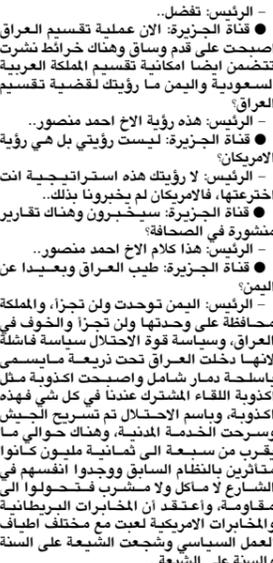 – الرئيس: تفضل..
● قناة الجزيرة: الان عملية تقسيم العراق
اصبحت على قدم وساق وهناك خرائط نشرت
تتضمن ايضا امكانية تقسيم المملكة العربية
السعودية واليمن ما رؤيتك لقضية تقسيم
العراق؟
– الرئيس: هذه رؤية الاخ احمد منصور..
● قناة الجزيرة: ليست رؤيتي بل هي رؤية
الامريكان؟
– الرئيس: لا رؤيتك هذه استراتيجية انت
اخترعتها، فالامريكان لم يخبرونا بذلك..
● قناة الجزيرة: سيخبرون وهناك تقارير
منشورة في الصحافة؟
– الرئيس: هذا كلام الاخ احمد منصور..
● قناة الجزيرة: طيب العراق وبعيدا عن
اليمن؟
– الرئيس: اليمن توحدت ولن تجزأ، والمملكة
محافظة على وحدتها ولن تجزأ والخوف في
العراق، وسياسة قوة الاحتلال سياسة فاشلة
لانها دخلت العراق تحت ذريعة مايسمى
باسلحة دمار شامل واصبحت اكذوبة مثل
اكذوبة اللقاء المشترك عندنا في كل شي فهذه
اكذوبة، وباسم الاحتلال تم تسريح الجيش
وسرحت الخدمة المدنية، وهناك حوالي ما
يقرب من سبعة الى ثمانية مليون كانوا
متأثرين بالنظام السابق ووجدوا انفسهم في
الشارع لا مأكل ولا مشرب فتحولوا الى
مقاومة، وأعتقد أن المخابرات البريطانية
والمخابرات الامريكية لعبت مع مختلف اطياف
لعمل السياسي وشجعت الشيعة على السنة
والسنة على الشيعة